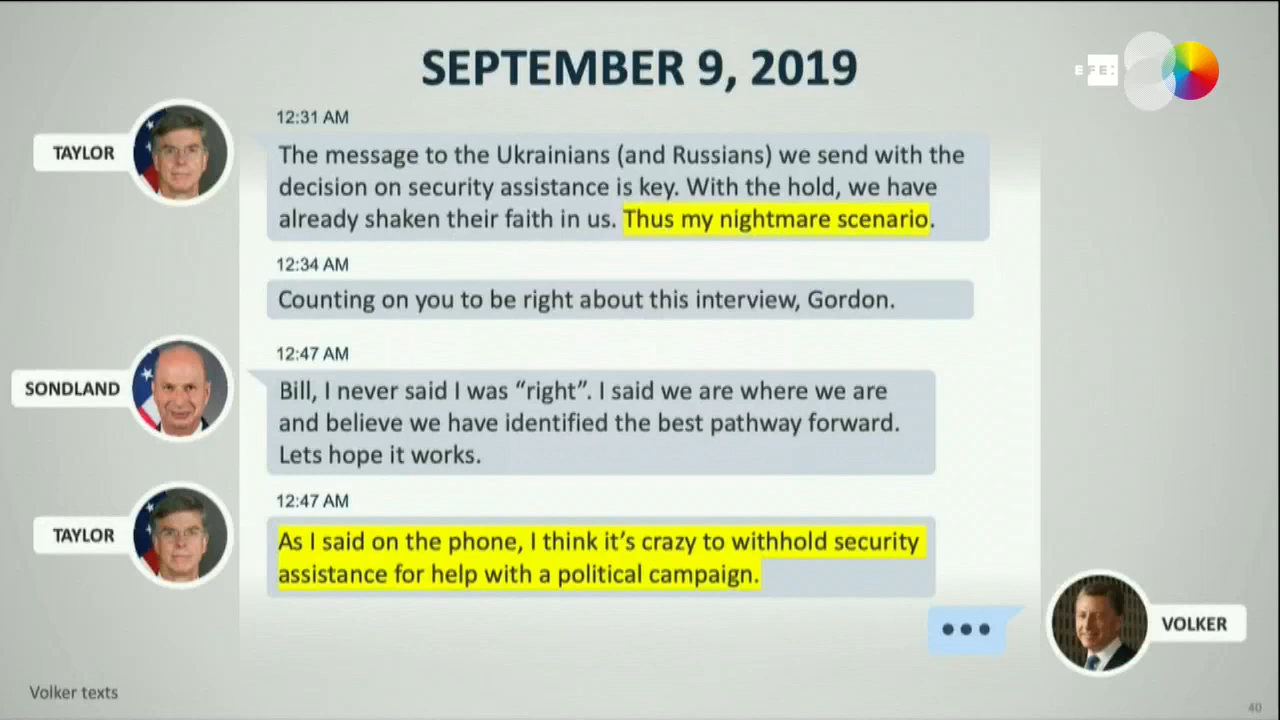 SEPTEMBER 9, 2019
EFE:
12:31 AM
TAYLOR
The message to the Ukrainians (and Russians) we send with the
decision on security assistance is key. With the hold, we have
already shaken their faith in us. Thus my nightmare scenario.
12:34 AM
Counting on you to be right about this interview, Gordon.
12:47 AM
SONDLAND
Bill, I never said I was “right”. I said we are where we are
and believe we have identified the best pathway forward.
Lets hope it works.
12:47 AM
TAYLOR
As I said on the phone, I think it’s crazy to withhold security
assistance for help with a political campaign.
VOLKER
Volker texts
40